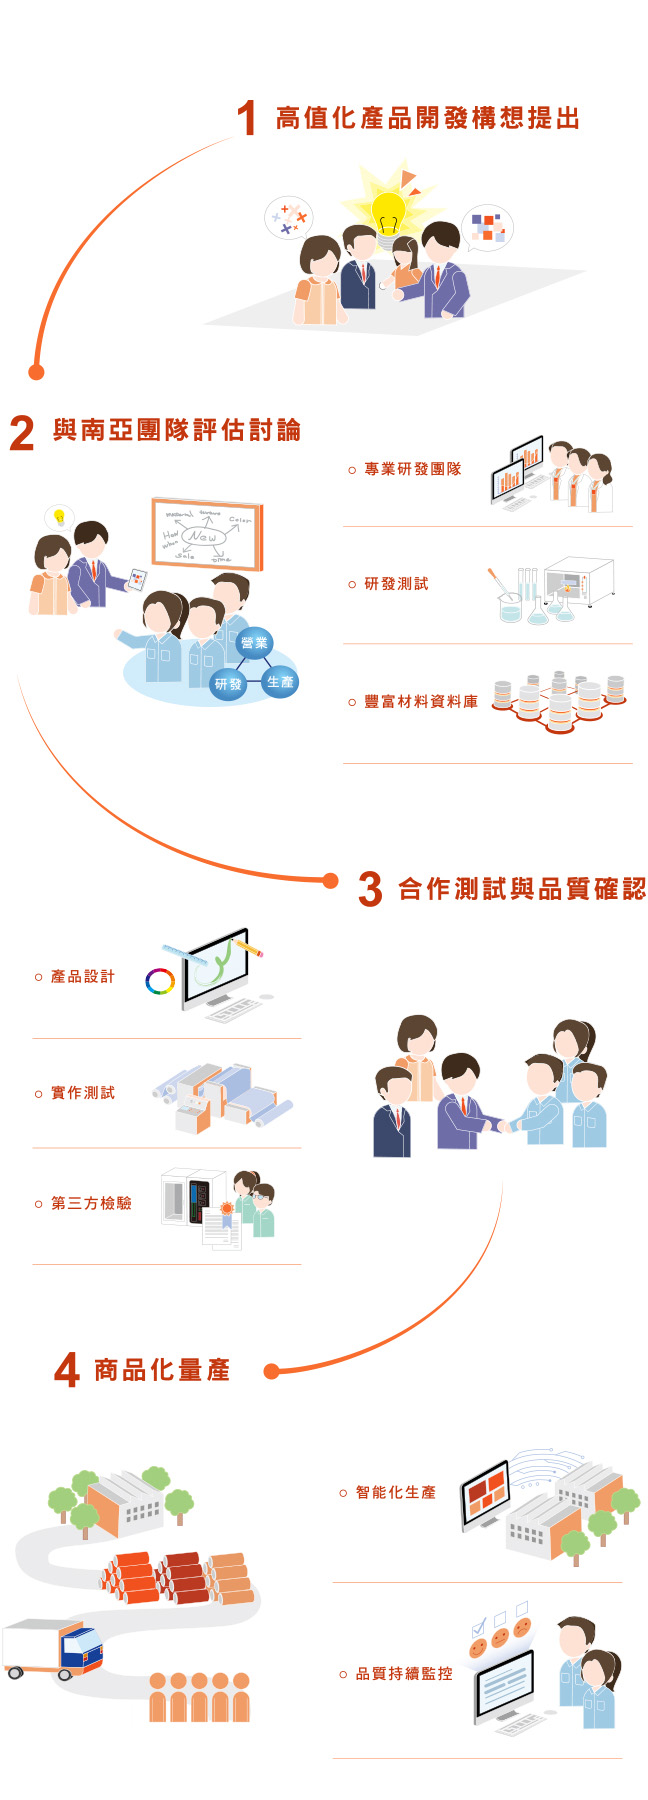 1 高值化產品開發構想提出
2 與南亞團隊評估討論
material
texture
Color
How
when
New
Sale
other
營業
研發
生產
專業研發團隊
研發測試
豐富材料資料庫
3 合作測試與品質確認
產品設計
實作測試
第三方檢驗
4 商品化量產
智能化生產
品質持續監控